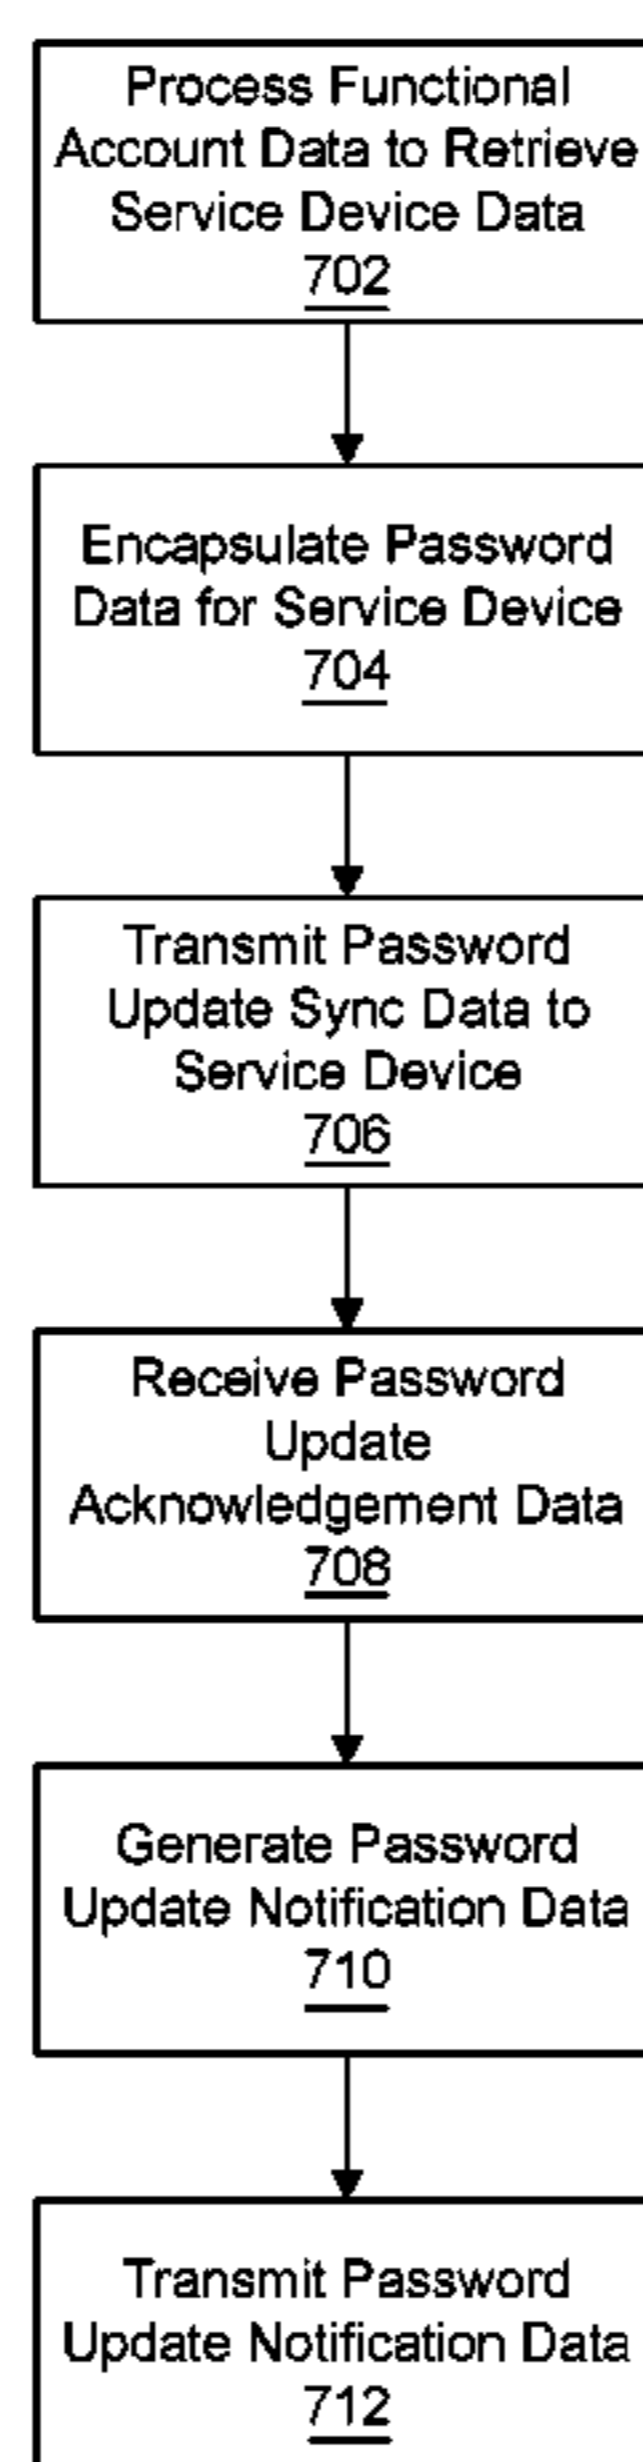 Process Functional
Account Data to Retrieve
Service Device Data
702
Encapsulate Password
Data for Service Device
704
Transmit Password
Update Sync Data to
Service Device
706
Receive Password
Update
Acknowledgement Data
708
Generate Password
Update Notification Data
710
Transmit Password
Update Notification Data
712